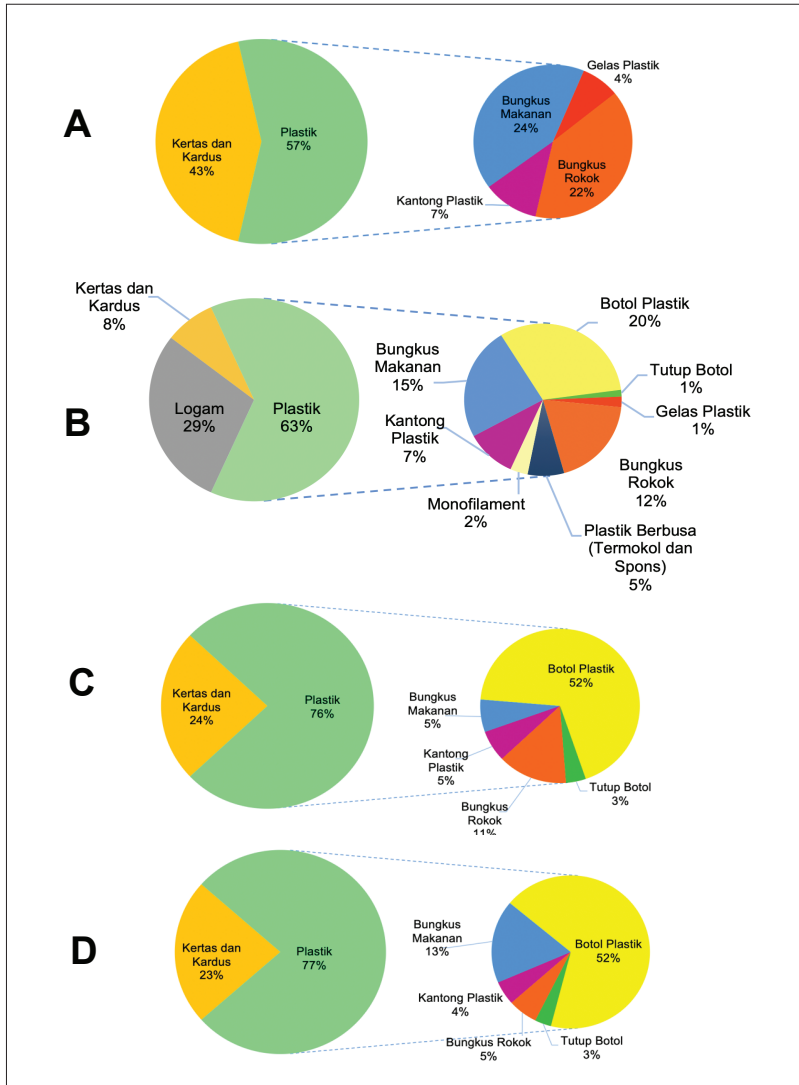 A
Kertas dan
Kardus
43%
Plastik
57%
Bungkus
Makanan
24%
Gelas Plastik
4%
Bungkus
Rokok
22%
Kantong Plastik
7%
B
Kertas dan
Kardus
8%
Logam
29%
Plastik
63%
Botol Plastik
20%
Bungkus
Makanan
15%
Tutup Botol
1%
Gelas Plastik
1%
Kantong
Plastik
7%
Bungkus
Rokok
12%
Monofilament
2%
Plastik Berbusa
(Termokol dan
Spons)
5%
C
Kertas dan
Kardus
24%
Plastik
76%
Botol Plastik
52%
Bungkus
Makanan
5%
Kantong
Plastik
5%
Bungkus
Rokok
11%
Tutup Botol
3%
D
Kertas dan
Kardus
23%
Plastik
77%
Bungkus
Makanan
13%
Botol Plastik
52%
Kantong Plastik
4%
Bungkus Rokok
5%
Tutup Botol
3%